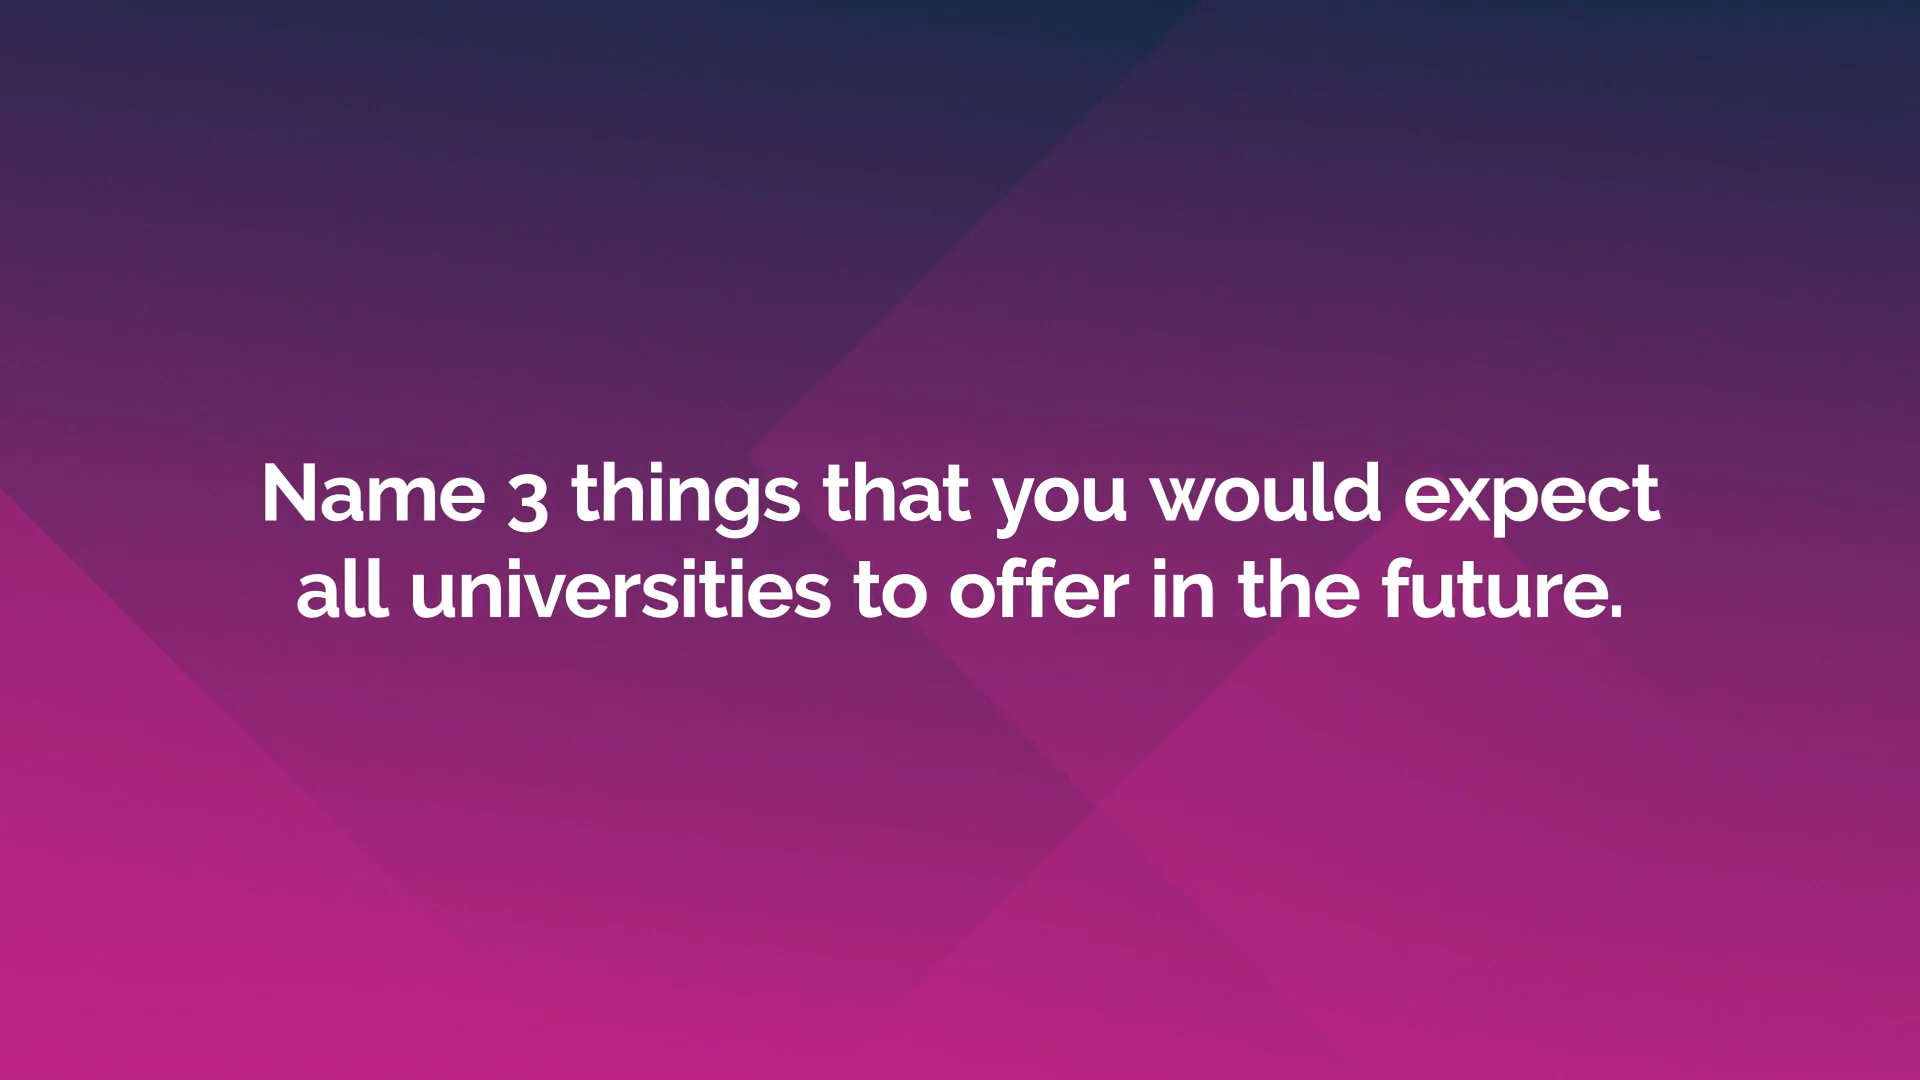 Name 3 things that you would expect
all universities to offer in the future.